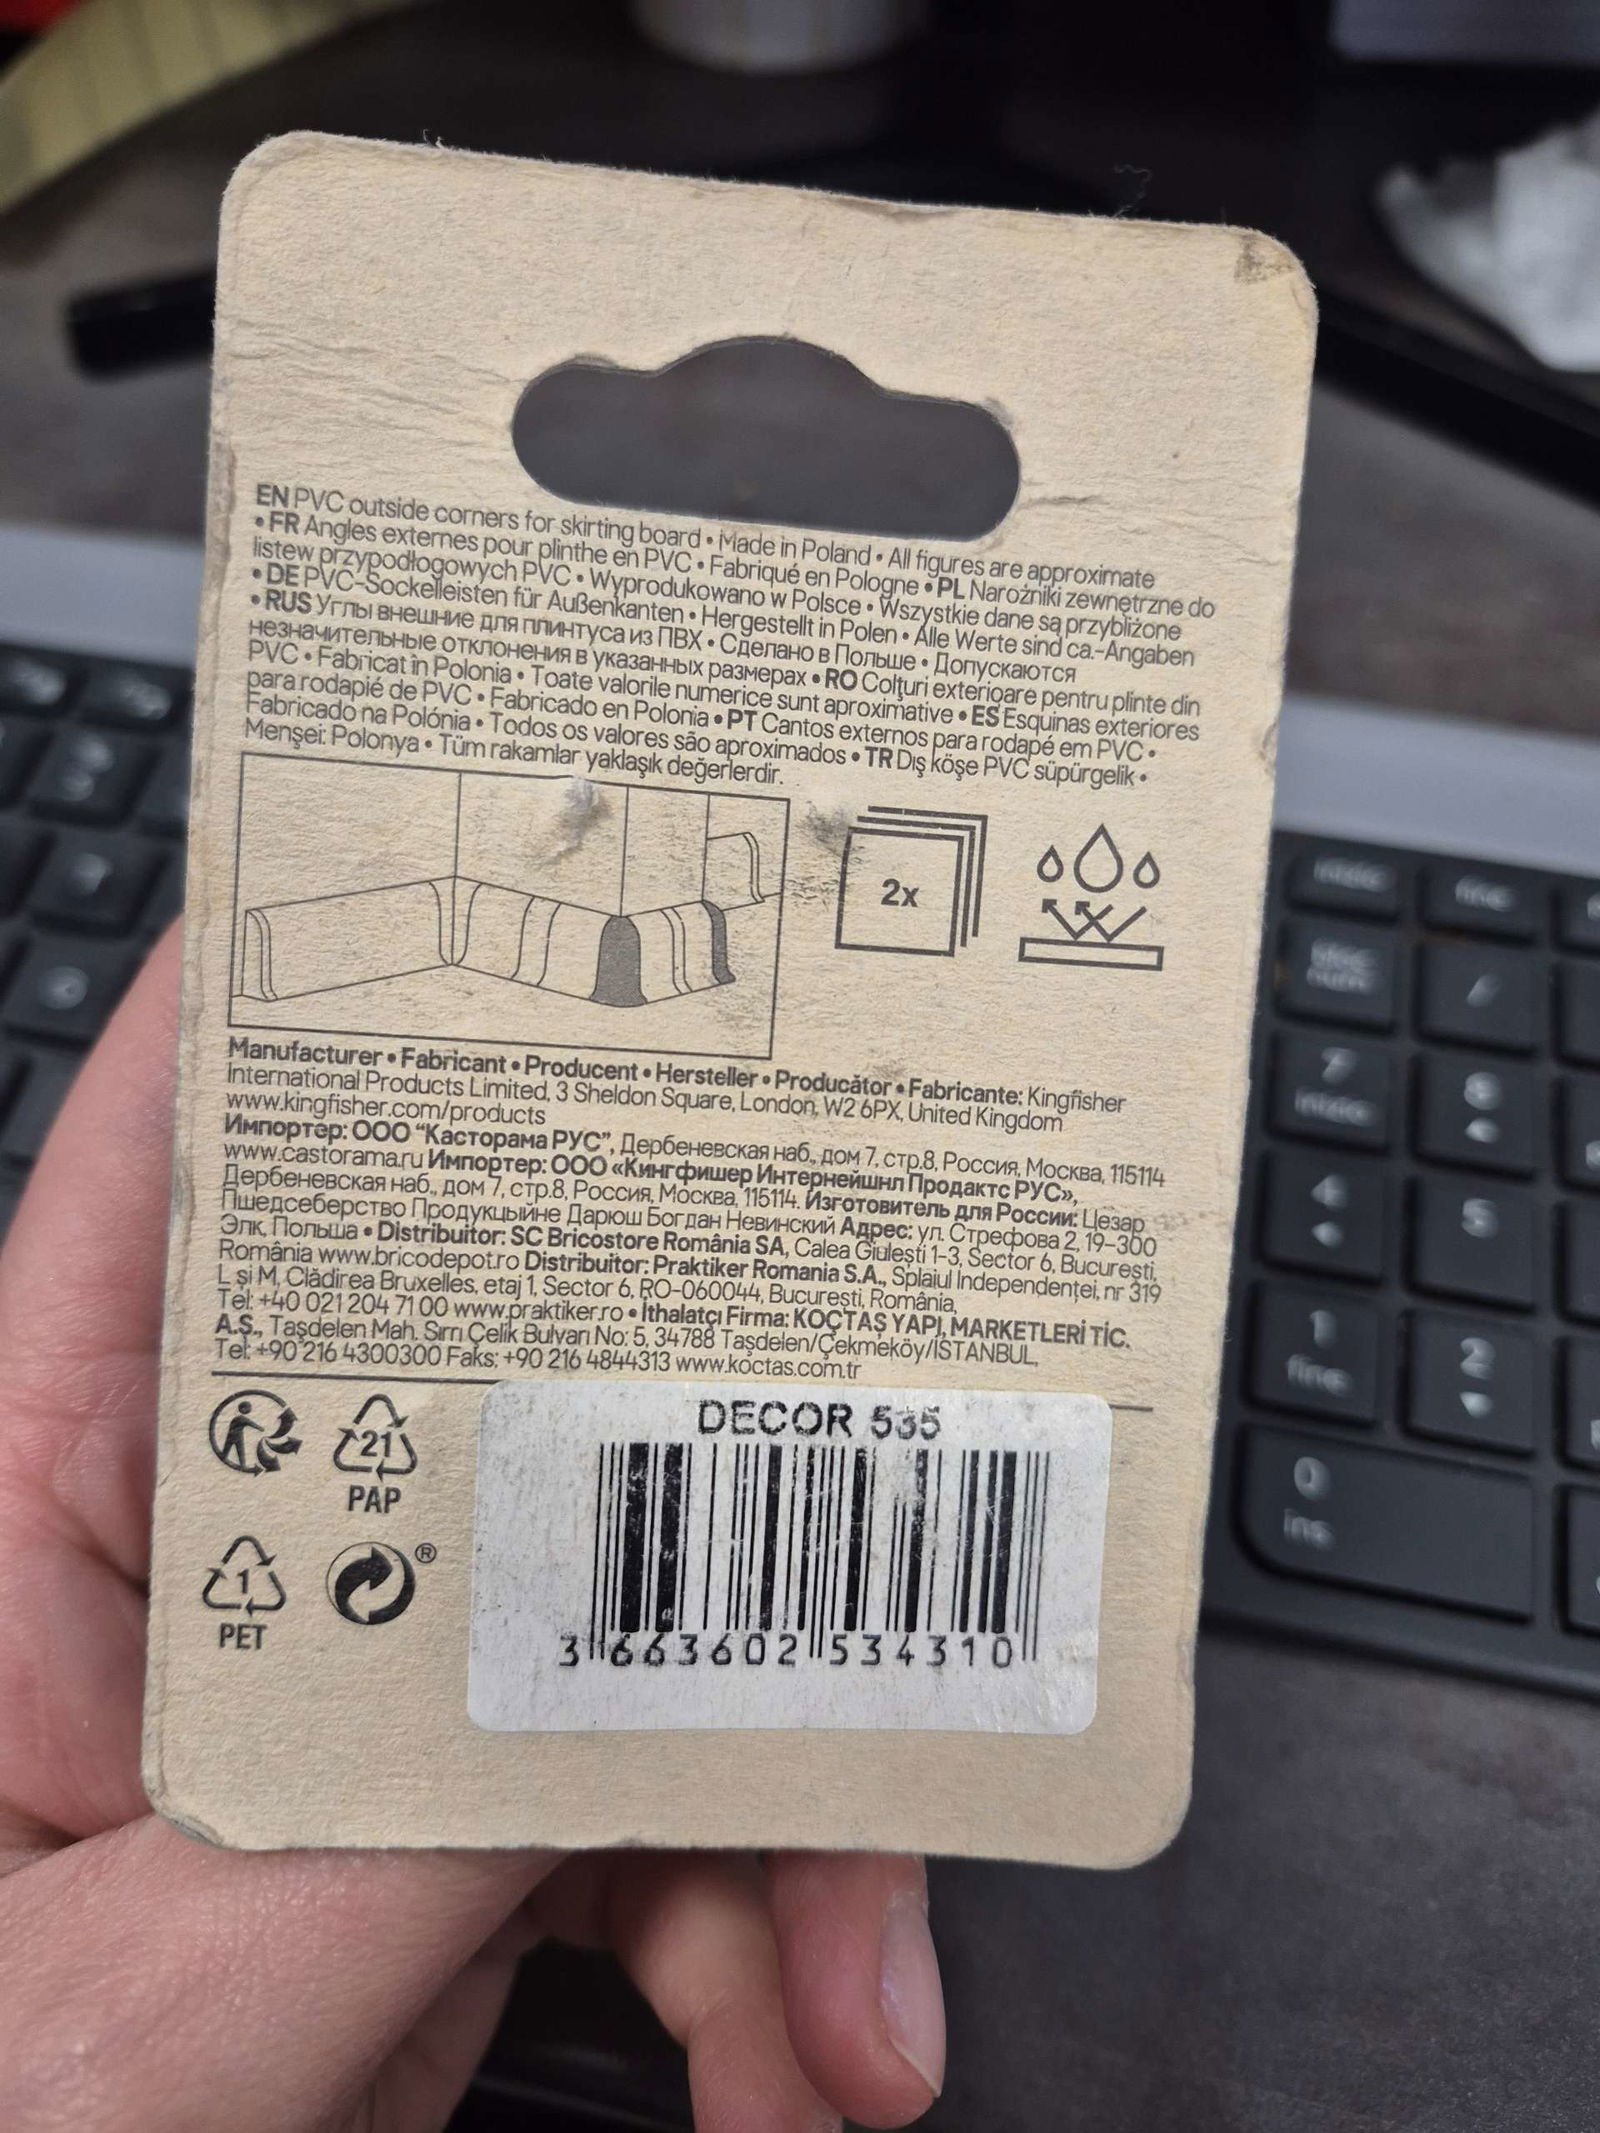 EN PVC outside corners for skirting board • Made in Poland • All figures are approximate
• FR Angles externes pour plinthe en PVC • Fabriqué en Pologne • PL Narożniki zewnętrzne do
listew przypodłogowych PVC • Wyprodukowano w Polsce • Wszystkie dane są przybliżone
• DE PVC-Sockelleisten für Außenkanten • Hergestellt in Polen • Alle Werte sind ca.-Angaben
• RUS Углы внешние для плинтуса из ПВХ • Сделано в Польше • Допускаются
незначительные отклонения в указанных размерах • RO Colțuri exterioare pentru plinte din
PVC • Fabricat în Polonia • Toate valorile numerice sunt aproximative • ES Esquinas exteriores
para rodapié de PVC • Fabricado en Polonia • PT Cantos externos para rodapé em PVC •
Fabricado na Polónia • Todos os valores são aproximados • TR Dış köşe PVC süpürgelik •
Menşei: Polonya • Tüm rakamlar yaklaşık değerlerdir.
2x
Manufacturer • Fabricant • Producent • Hersteller • Producător • Fabricante: Kingfisher
International Products Limited, 3 Sheldon Square, London, W2 6PX, United Kingdom
www.kingfisher.com/products
Импортер: ООО "Касторама РУС", Дербеневская наб., дом 7, стр.8, Россия, Москва, 115114
www.castorama.ru Импортер: ООО «Кингфишер Интернейшнл Продактс РУС»,
Дербеневская наб., дом 7, стр.8, Россия, Москва, 115114. Изготовитель для России: Цезар
Пшедсеберство Продукцыйне Дарюш Богдан Невинский Адрес: ул. Стрефова 2, 19-300
Элк, Польша • Distribuitor: SC Bricostore România SA, Calea Giulești 1-3, Sector 6, București,
România www.bricodepot.ro Distribuitor: Praktiker Romania S.A., Splaiul Independenței, nr 319
L și M, Clădirea Bruxelles, etaj 1, Sector 6, RO-060044, București, România,
Tel: +40 021 204 71 00 www.praktiker.ro • İthalatçı Firma: KOÇTAŞ YAPI, MARKETLERİ TİC.
A.Ş., Taşdelen Mah. Sırrı Çelik Bulvarı No: 5, 34788 Taşdelen/Çekmeköy/İSTANBUL,
Tel: +90 216 4300300 Faks: +90 216 4844313 www.koctas.com.tr
21
PAP
1
PET
®
DECOR 535
3 663602 534310
7
8
4
5
1
fine
2
0
ins